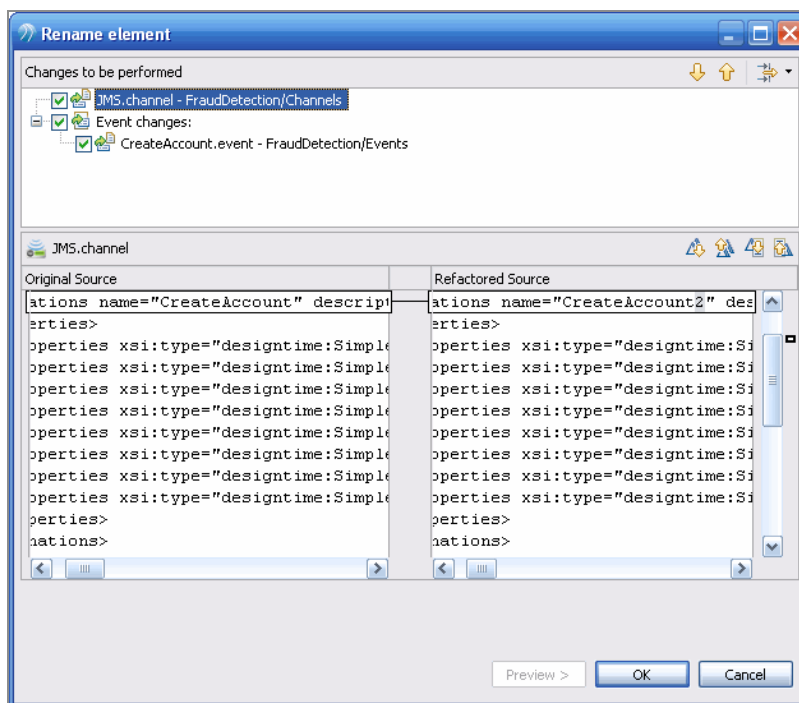 Rename element
Changes to be performed
JMS.channel - FraudDetection/Channels
Event changes:
CreateAccount.event - FraudDetection/Events
JMS.channel
Original Source
Refactored Source
ations name="CreateAccount" descript
ations name="CreateAccount2" des
erties>
erties>
operties xsi:type="designtime:Simple
operties xsi:type="designtime:Si
operties xsi:type="designtime:Simple
operties xsi:type="designtime:Si
operties xsi:type="designtime:Simple
operties xsi:type="designtime:Si
operties xsi:type="designtime:Simple
operties xsi:type="designtime:Si
operties xsi:type="designtime:Simple
operties xsi:type="designtime:Si
operties xsi:type="designtime:Simple
operties xsi:type="designtime:Si
operties xsi:type="designtime:Simple
operties xsi:type="designtime:Si
operties xsi:type="designtime:Simple
operties xsi:type="designtime:Si
perties>
perties>
nations>
nations>
Preview >
OK
Cancel